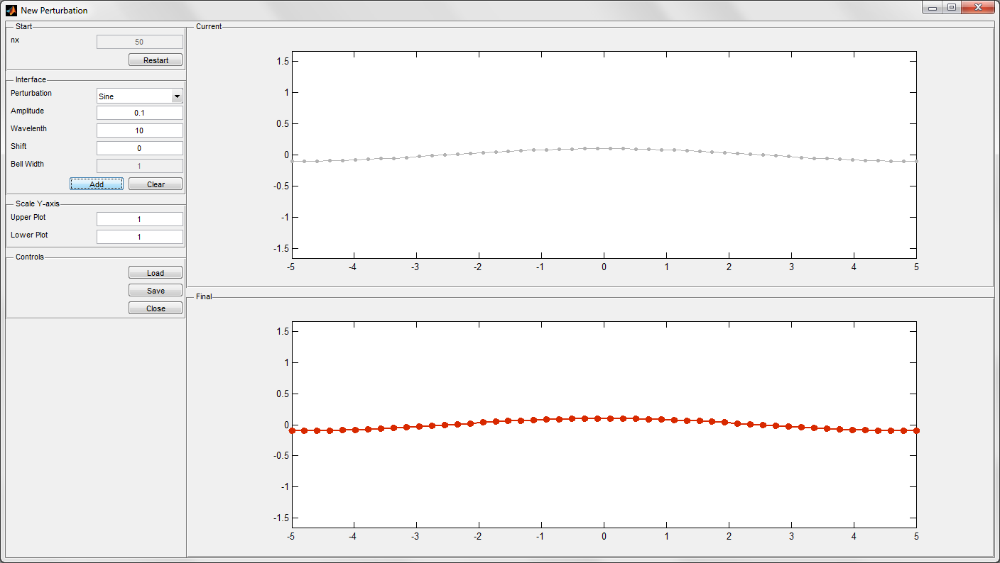 New Perturbation
Start
nx 50
Restart
Interface
Perturbation Sine
Amplitude 0.1
Wavelenth 10
Shift 0
Bell Width 1
Add Clear
Scale Y-axis
Upper Plot 1
Lower Plot 1
Controls
Load
Save
Close
Current
1.5
1
0.5
0
-0.5
-1
-1.5
-5 -4 -3 -2 -1 0 1 2 3 4 5
Final
1.5
1
0.5
0
-0.5
-1
-1.5
-5 -4 -3 -2 -1 0 1 2 3 4 5